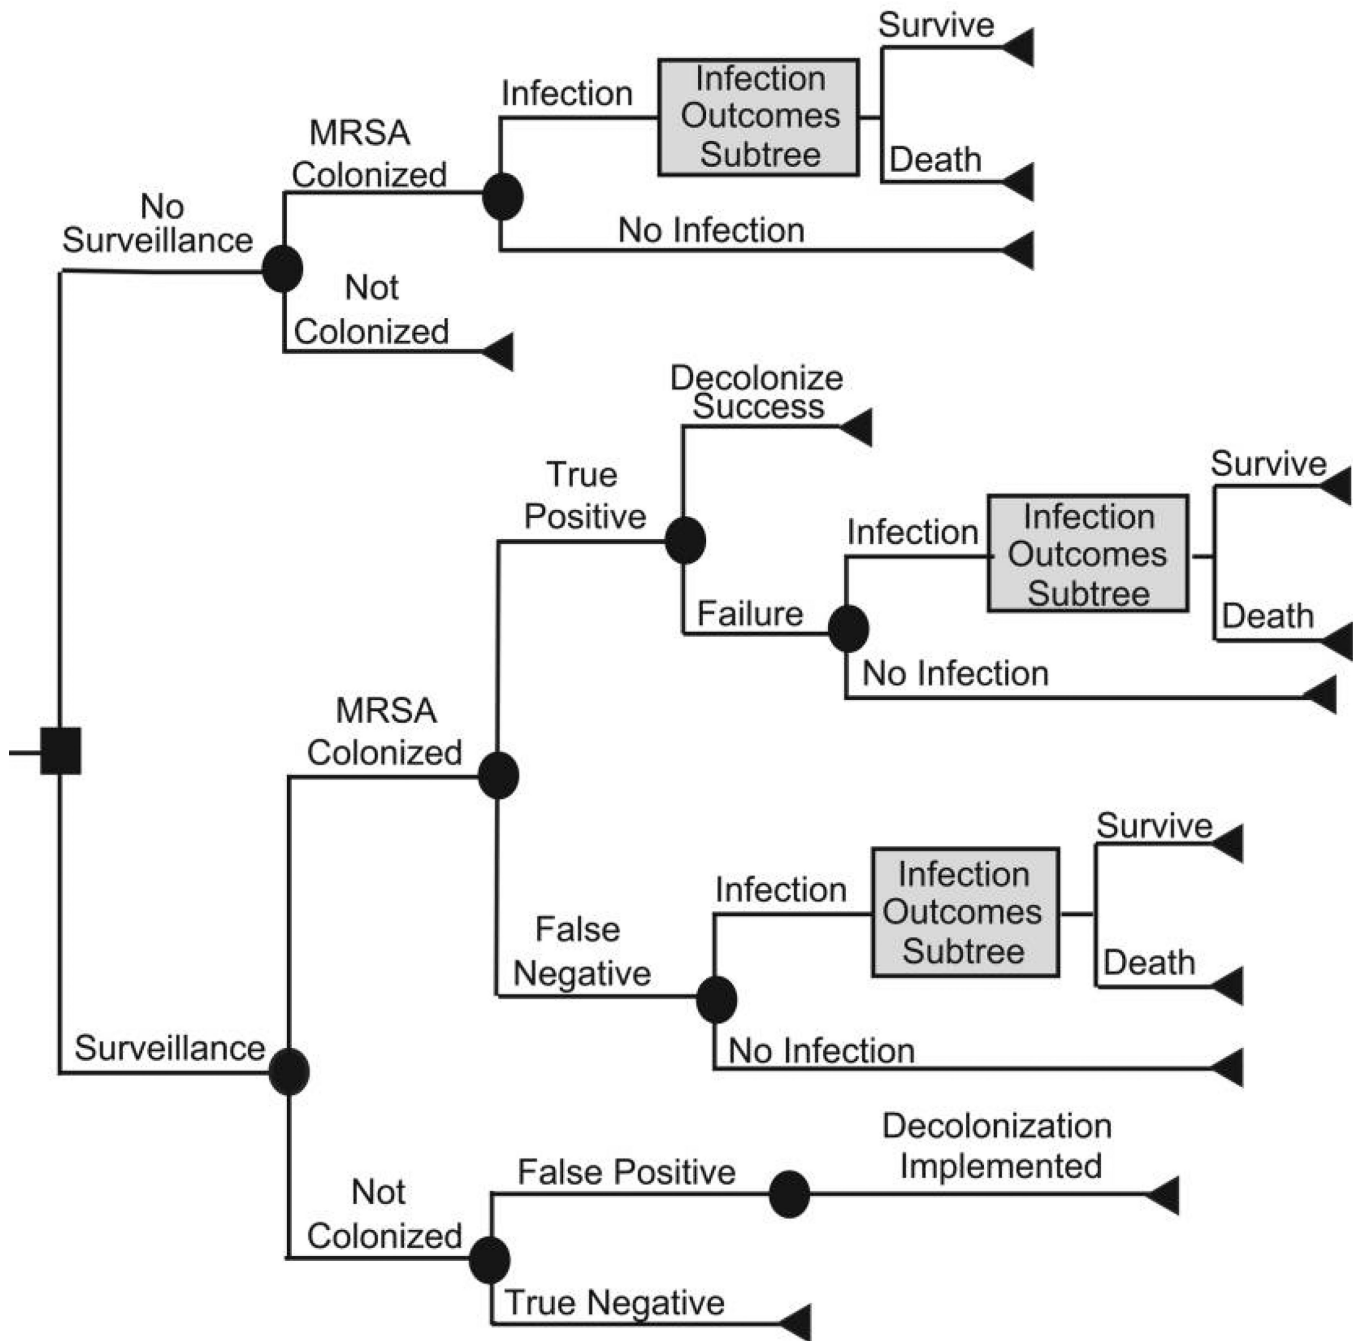 Survive
Infection
Infection
Outcomes
Subtree
Death
MRSA
Colonized
No Infection
No
Surveillance
Not
Colonized
Decolonize
Success
True
Positive
Survive
Infection
Infection
Outcomes
Subtree
Failure
Death
No Infection
MRSA
Colonized
Survive
Infection
Infection
Outcomes
Subtree
False
Negative
Death
No Infection
Surveillance
Decolonization
Implemented
False Positive
Not
Colonized
True Negative